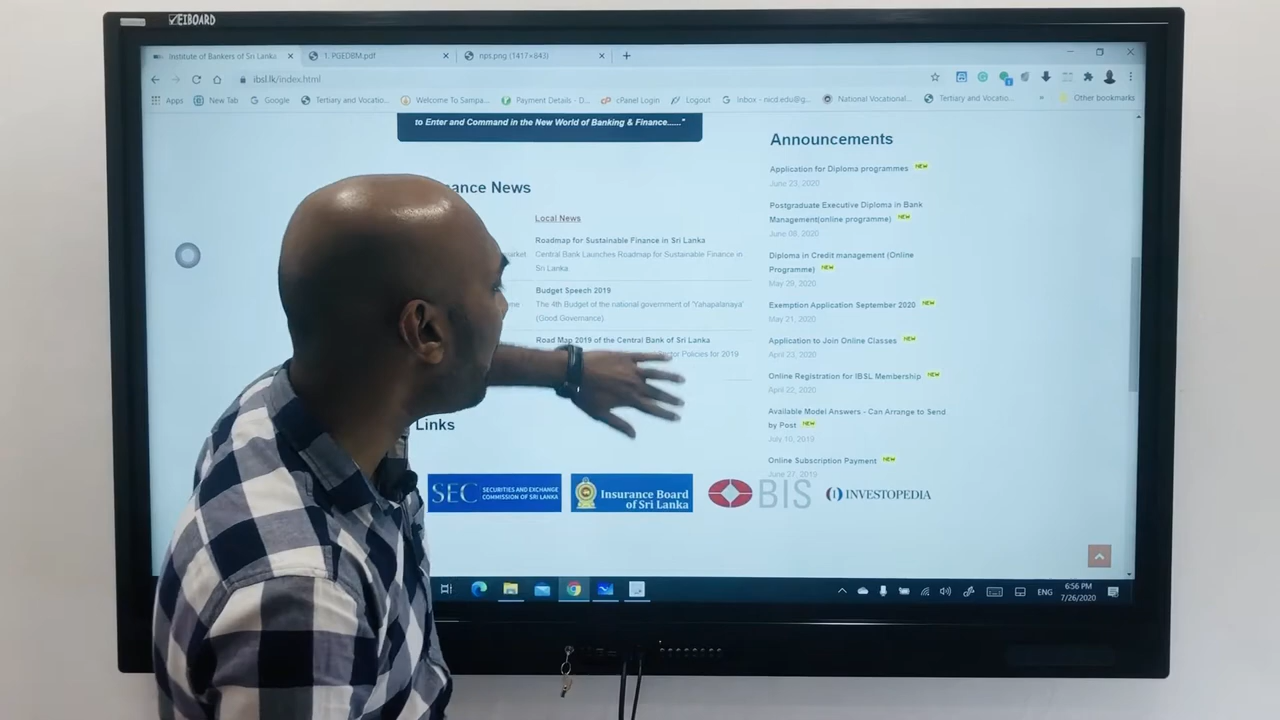 EIBOARD
Institute of Bankers of Sri Lanka
1. PGEDBM.pdf
nps.png (1417×843)
ibsl.lk/index.html
Apps
New Tab
Google
Tertiary and Vocatio...
Welcome To Sampa...
Payment Details - D...
cPanel Login
Logout
Inbox - nicd.edu@g...
National Vocational...
Tertiary and Vocatio...
»
Other bookmarks
to Enter and Command in the New World of Banking & Finance......"
ance News
Local News
Roadmap for Sustainable Finance in Sri Lanka
market
Central Bank Launches Roadmap for Sustainable Finance in
Sri Lanka.
Budget Speech 2019
The 4th Budget of the national government of 'Yahapalanaya'
(Good Governance)
Road Map 2019 of the Central Bank of Sri Lanka
ctor Policies for 2019
Links
SEC SECURITIES AND EXCHANGE
COMMISSION OF SRI LANKA
Insurance Board
of Sri Lanka
BIS
INVESTOPEDIA
Announcements
Application for Diploma programmes NEW
June 23, 2020
Postgraduate Executive Diploma in Bank
Management(online programme) NEW
June 08, 2020
Diploma in Credit management (Online
Programme) NEW
May 29, 2020
Exemption Application September 2020 NEW
May 21, 2020
Application to Join Online Classes NEW
April 23, 2020
Online Registration for IBSL Membership NEW
April 22, 2020
Available Model Answers - Can Arrange to Send
by Post NEW
July 10, 2019
Online Subscription Payment NEW
June 27, 2019
ENG
6:56 PM
7/26/2020